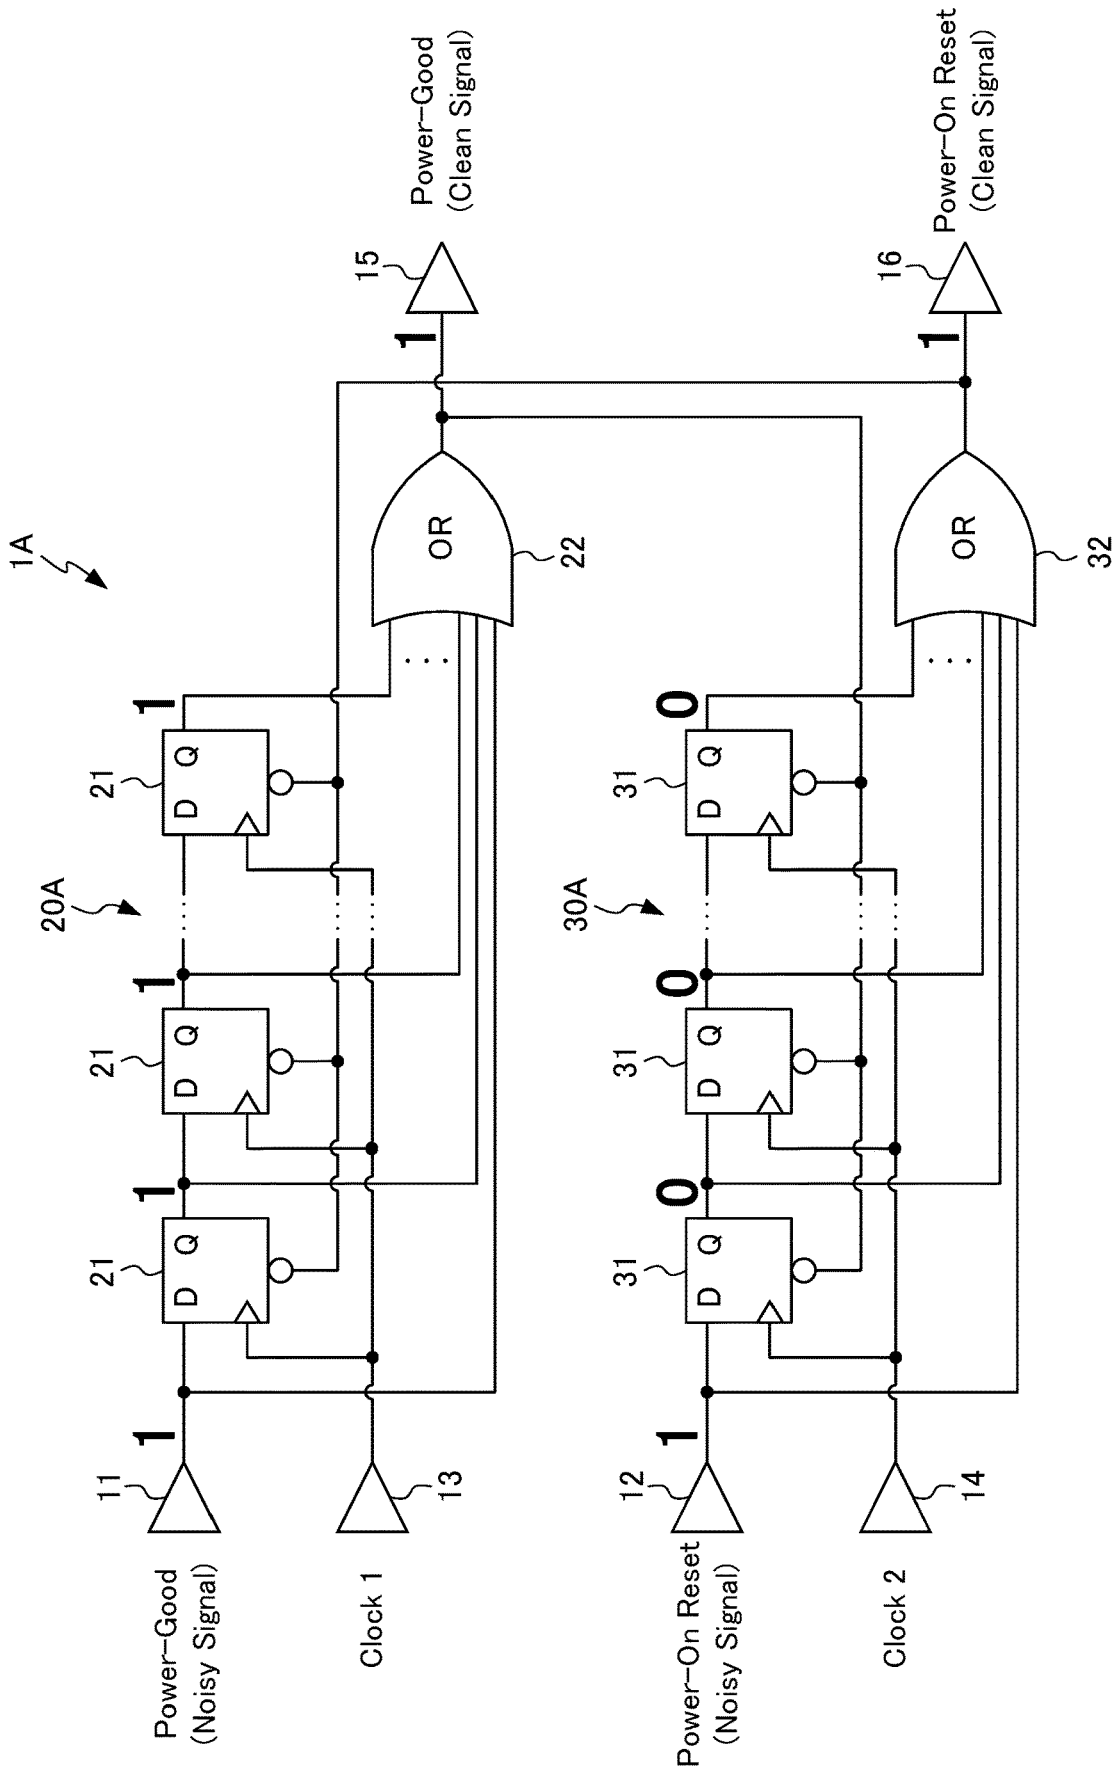 1A
20A
21
21
21
D Q
D Q
D Q
1
1
1
1
11
Power-Good
(Noisy Signal)
13
Clock 1
OR
22
1
15
Power-Good
(Clean Signal)
30A
31
31
31
D Q
D Q
D Q
1
0
0
0
12
Power-On Reset
(Noisy Signal)
14
Clock 2
OR
32
1
16
Power-On Reset
(Clean Signal)